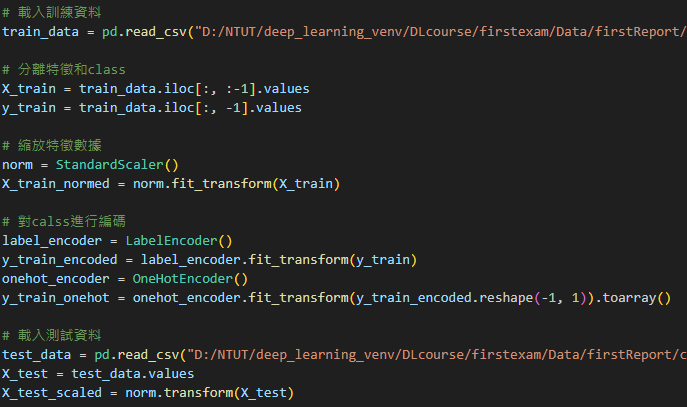 # 載入訓練資料
train_data = pd.read_csv("D:/NTUT/deep_learning_venv/DLcourse/firstexam/Data/firstReport/
# 分離特徵和class
X_train = train_data.iloc[:, :-1].values
y_train = train_data.iloc[:, -1].values
# 縮放特徵數據
norm = StandardScaler()
X_train_normed = norm.fit_transform(X_train)
# 對calss進行編碼
label_encoder = LabelEncoder()
y_train_encoded = label_encoder.fit_transform(y_train)
onehot_encoder = OneHotEncoder()
y_train_onehot = onehot_encoder.fit_transform(y_train_encoded.reshape(-1, 1)).toarray()
# 載入測試資料
test_data = pd.read_csv("D:/NTUT/deep_learning_venv/DLcourse/firstexam/Data/firstReport/c
X_test = test_data.values
X_test_scaled = norm.transform(X_test)